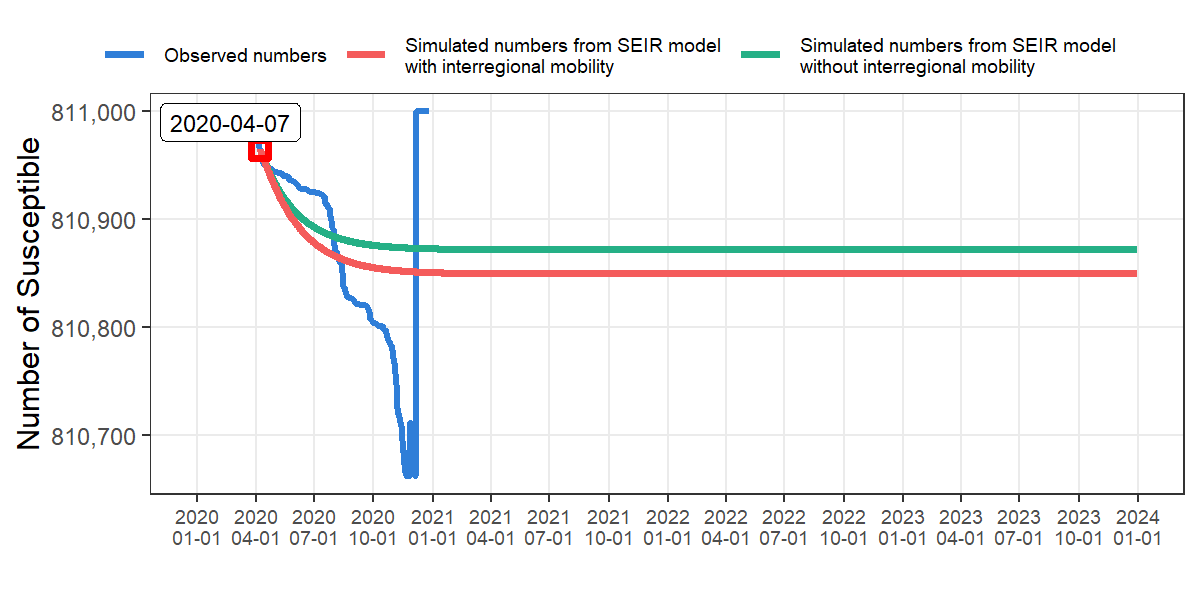 Observed numbers
Simulated numbers from SEIR model
with interregional mobility
Simulated numbers from SEIR model
without interregional mobility
Number of Susceptible
811,000
810,900
810,800
810,700
2020-04-07
2020 2020 2020 2020 2021 2021 2021 2021 2022 2022 2022 2022 2023 2023 2023 2023 2024
01-01 04-01 07-01 10-01 01-01 04-01 07-01 10-01 01-01 04-01 07-01 10-01 01-01 04-01 07-01 10-01 01-01